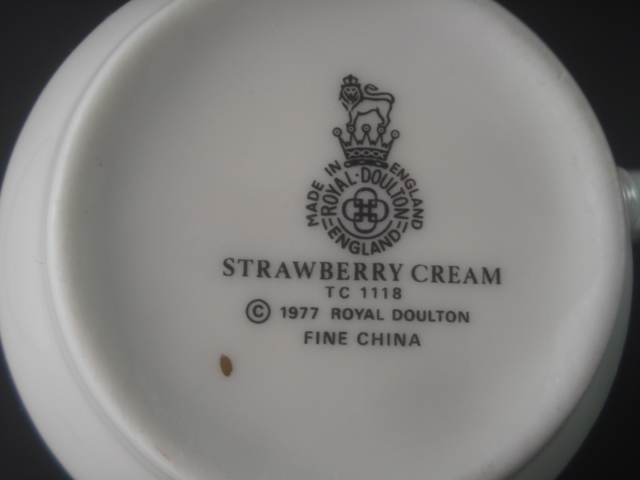 MADE IN ENGLAND
ROYAL·DOULTON
ENGLAND
STRAWBERRY CREAM
TC 1118
© 1977 ROYAL DOULTON
FINE CHINA